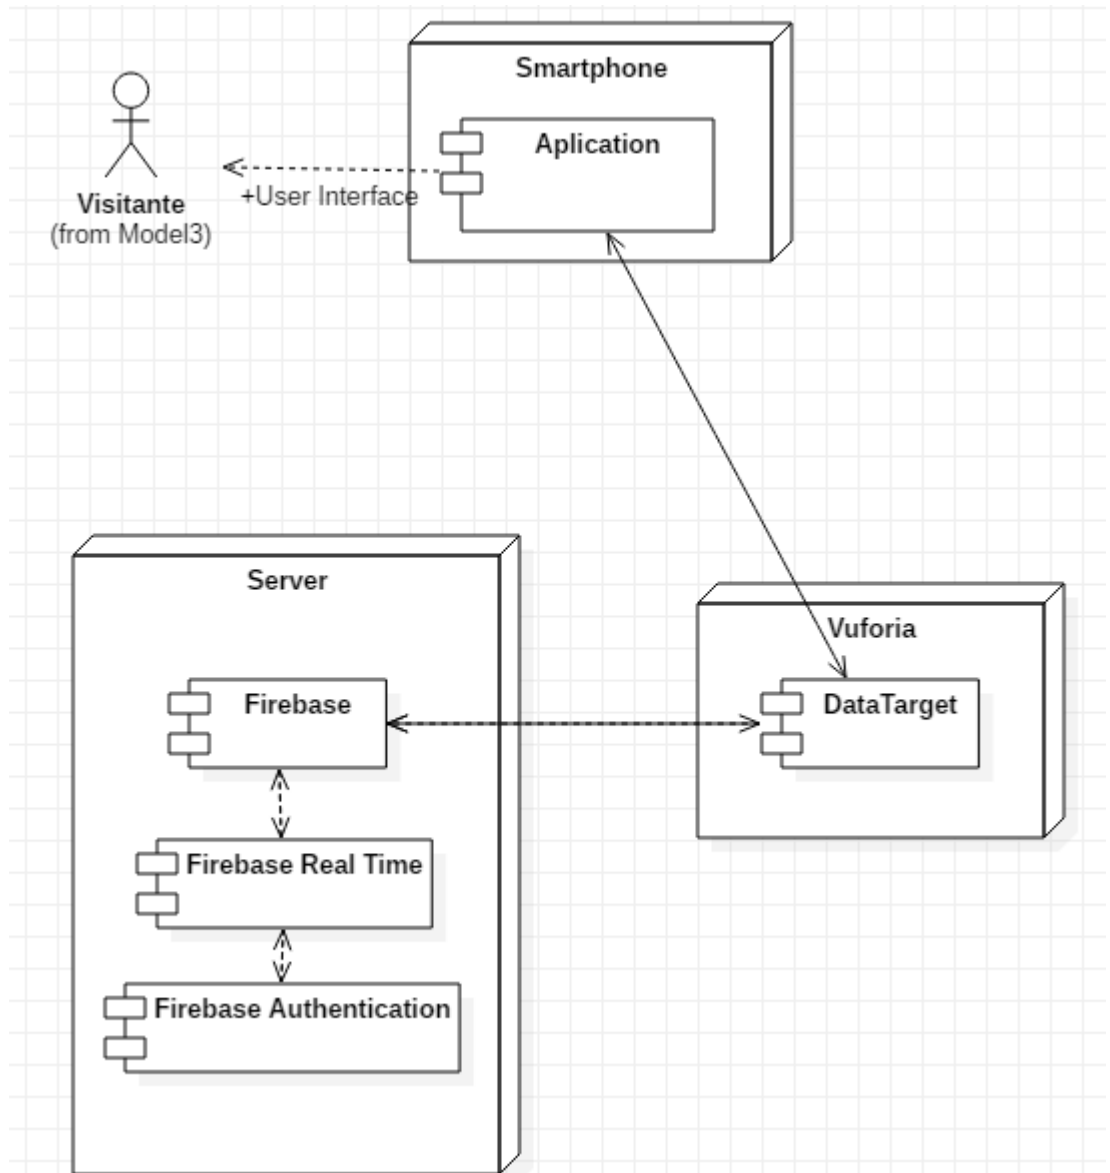 Smartphone
Aplication
+User Interface
Visitante
(from Model3)
Server
Vuforia
Firebase
DataTarget
Firebase Real Time
Firebase Authentication